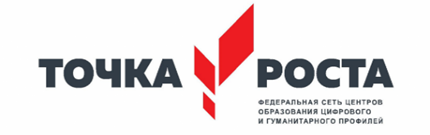 ТОЧКА РОСТА
ФЕДЕРАЛЬНАЯ СЕТЬ ЦЕНТРОВ
ОБРАЗОВАНИЯ ЦИФРОВОГО
И ГУМАНИТАРНОГО ПРОФИЛЕЙ